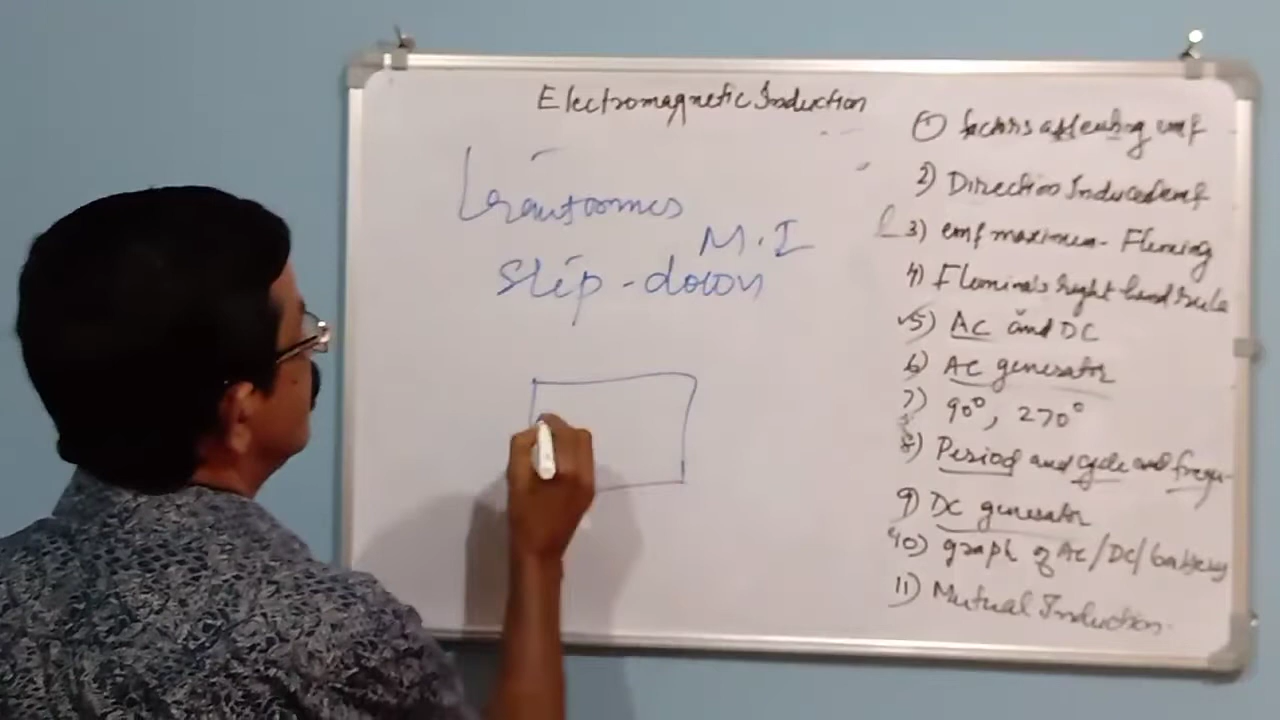 Electromagnetic Induction
M.I
Step-down
1) factors affecting emf
2) Direction Induced emf
3) emf maximum - Fleming
4) Fleming's right hand rule
5) AC and DC
6) AC generator
7) 90°, 270°
8) Period and cycle and frequ-
9) DC generator
10) graph of AC/DC/battery
11) Mutual Induction